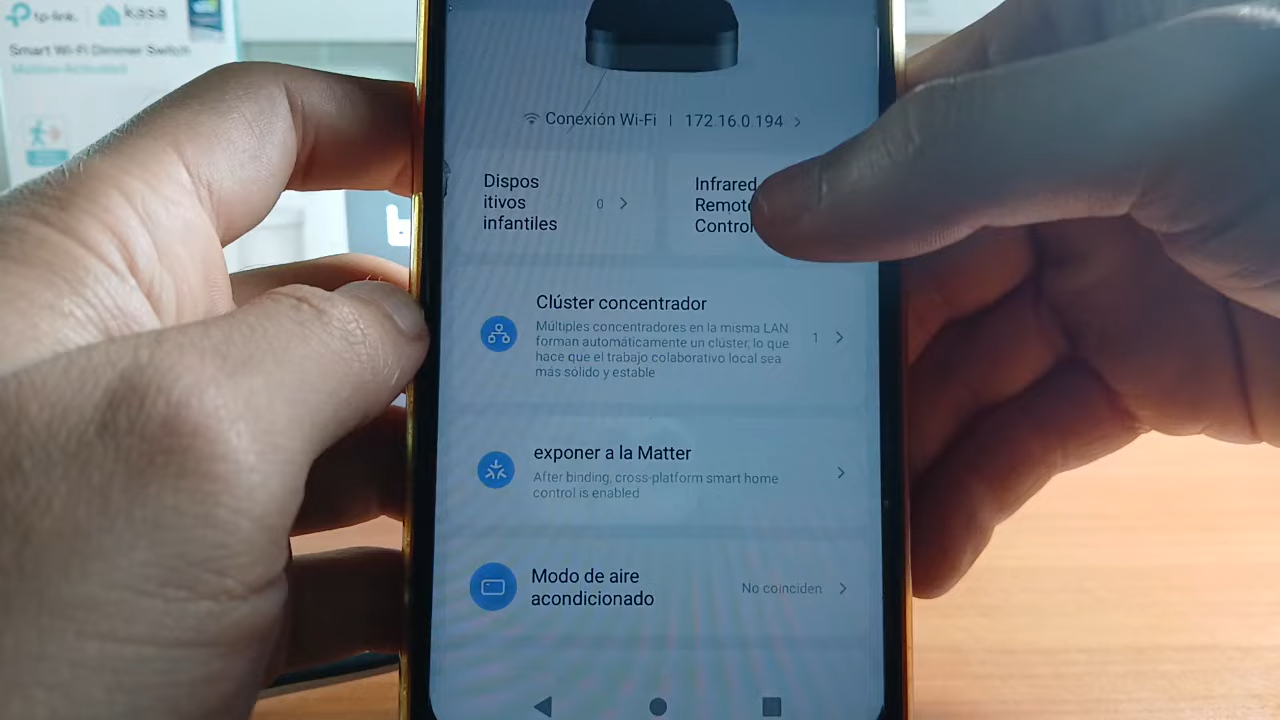 tp-link
kasa
Smart Wi-Fi Dimmer Switch
Motion-Activated
Conexión Wi-Fi | 172.16.0.194
Dispos
itivos
infantiles
0
Infrared
Remote
Control
Clúster concentrador
Múltiples concentradores en la misma LAN
forman automáticamente un clúster, lo que
hace que el trabajo colaborativo local sea
más sólido y estable
1
exponer a la Matter
After binding, cross-platform smart home
control is enabled
Modo de aire
acondicionado
No coinciden